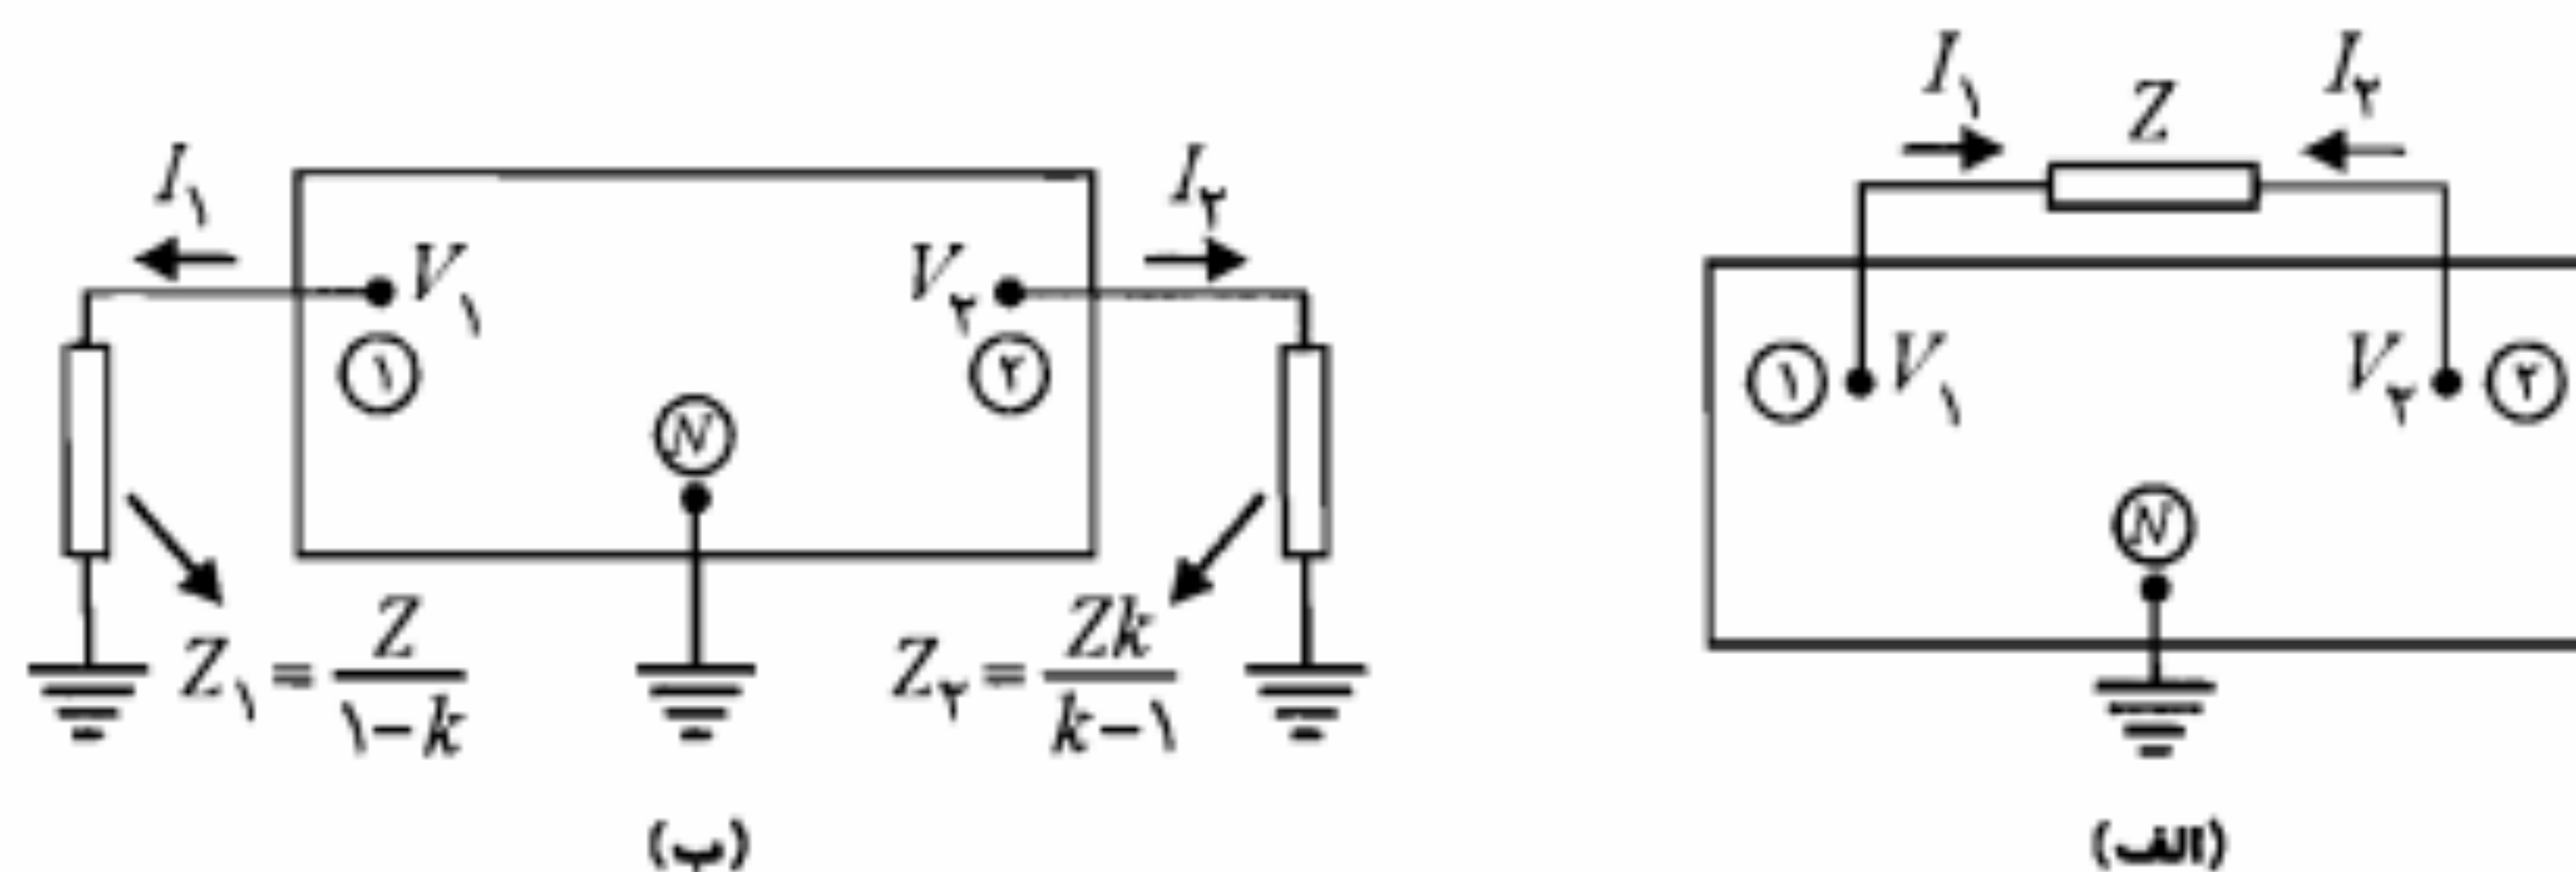 I۱ Z I۲
۱ V۱ V۲ ۲
N
(الف)
I۱ I۲
V۱ V۲
۱ ۲
N
Z۱ = Z/(۱-k) Z۲ = Zk/(k-۱)
(ب)